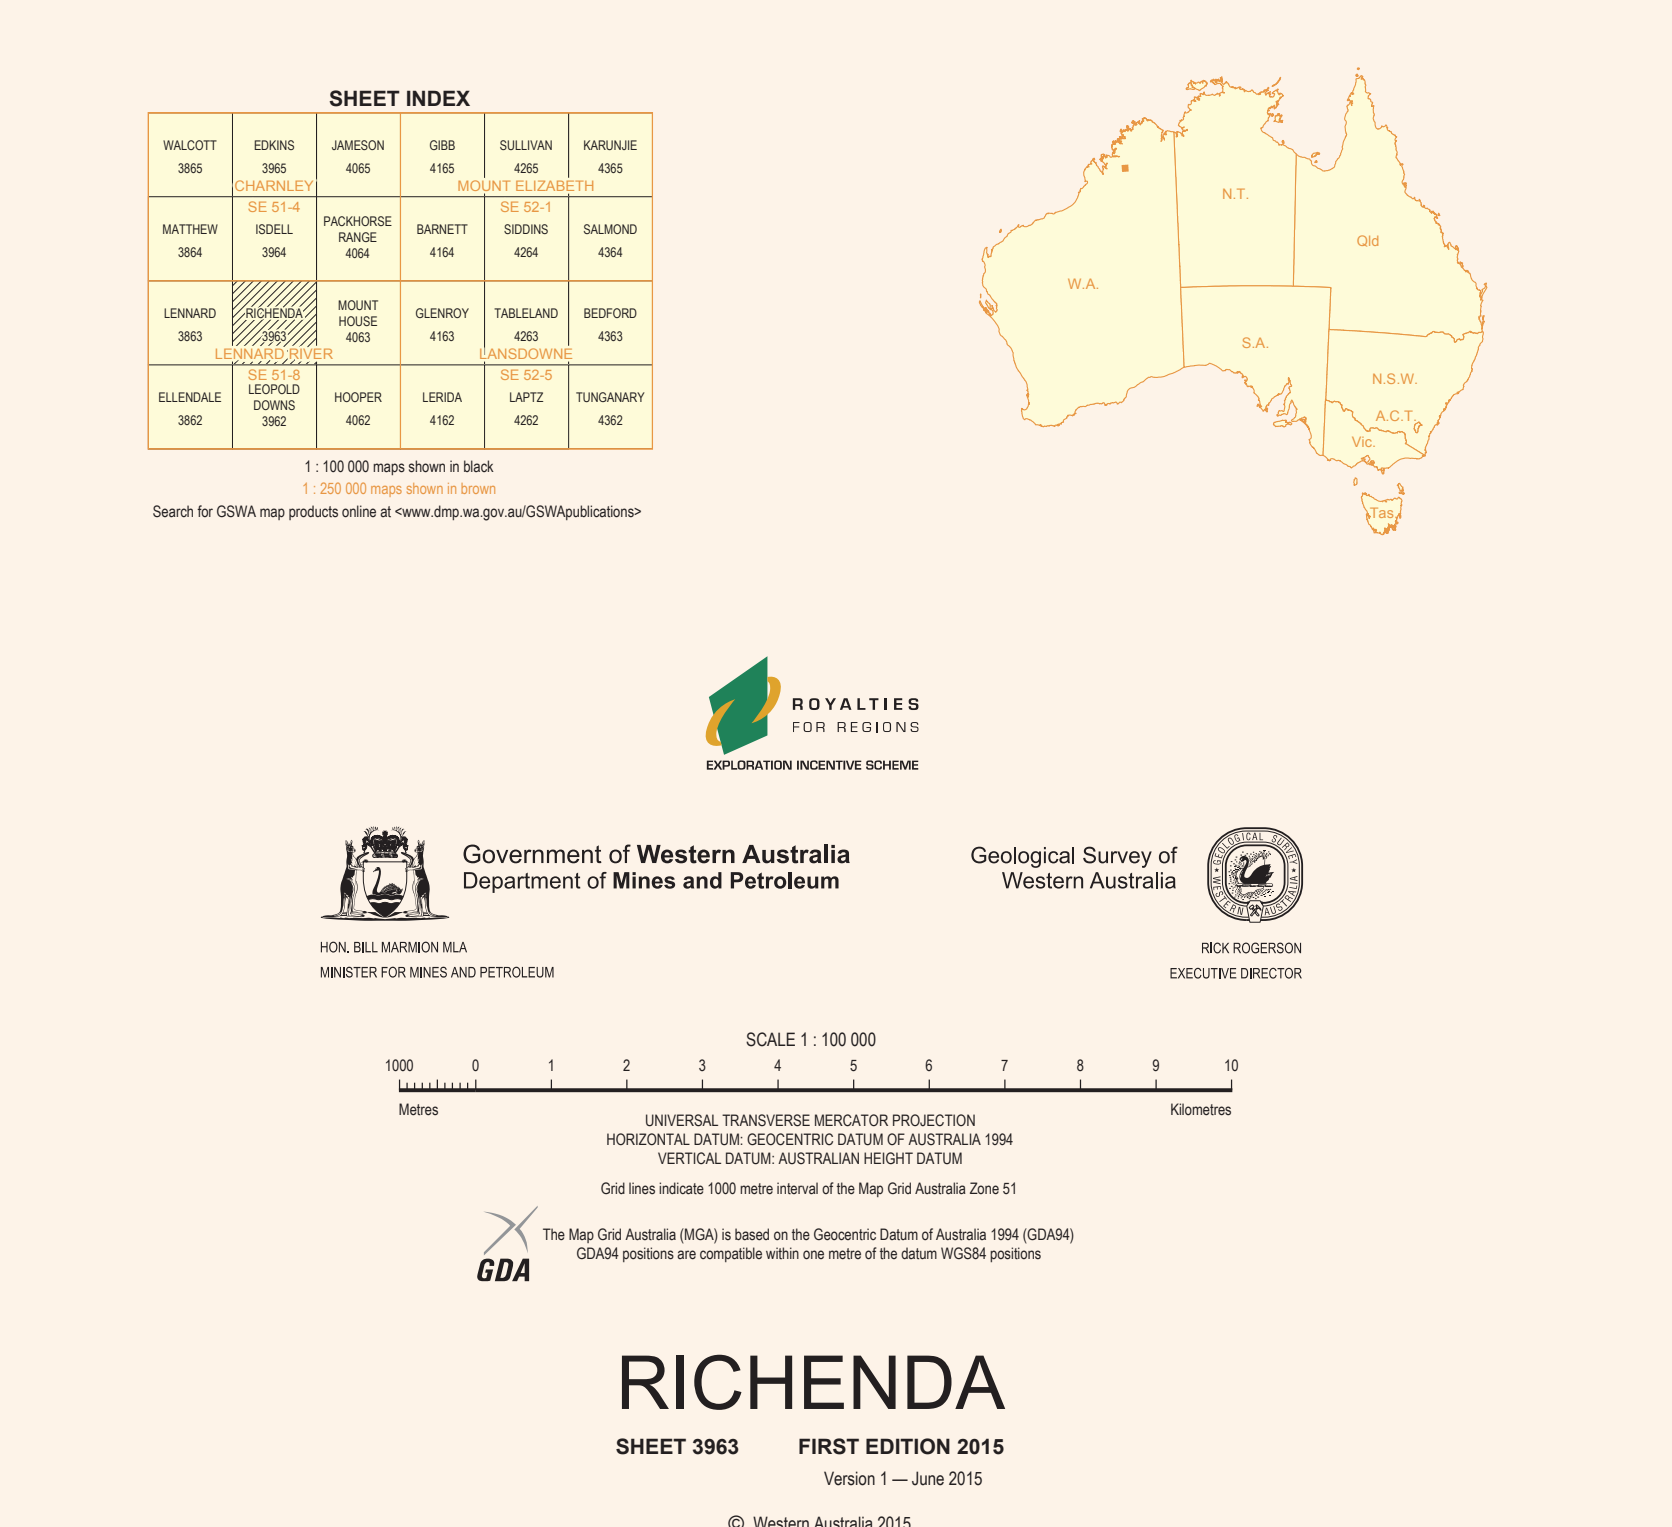 SHEET INDEX
WALCOTT EDKINS JAMESON GIBB SULLIVAN KARUNJIE
3865 3965 4065 4165 4265 4365
CHARNLEY MOUNT ELIZABETH
SE 51-4 SE 52-1
MATTHEW ISDELL PACKHORSE RANGE BARNETT SIDDINS SALMOND
3864 3964 4064 4164 4264 4364
LENNARD RICHENDA MOUNT HOUSE GLENROY TABLELAND BEDFORD
3863 3963 4063 4163 4263 4363
LENNARD RIVER LANSDOWNE
SE 51-8 SE 52-5
ELLENDALE LEOPOLD DOWNS HOOPER LERIDA LAPTZ TUNGANARY
3862 3962 4062 4162 4262 4362
1 : 100 000 maps shown in black
1 : 250 000 maps shown in brown
Search for GSWA map products online at <www.dmp.wa.gov.au/GSWApublications>
W.A.
N.T.
Qld
S.A.
N.S.W.
A.C.T.
Vic.
Tas.
ROYALTIES
FOR REGIONS
EXPLORATION INCENTIVE SCHEME
Government of Western Australia
Department of Mines and Petroleum
Geological Survey of
Western Australia
GEOLOGICAL SURVEY
WESTERN AUSTRALIA
HON. BILL MARMION MLA
MINISTER FOR MINES AND PETROLEUM
RICK ROGERSON
EXECUTIVE DIRECTOR
SCALE 1 : 100 000
1000 0 1 2 3 4 5 6 7 8 9 10
Metres Kilometres
UNIVERSAL TRANSVERSE MERCATOR PROJECTION
HORIZONTAL DATUM: GEOCENTRIC DATUM OF AUSTRALIA 1994
VERTICAL DATUM: AUSTRALIAN HEIGHT DATUM
Grid lines indicate 1000 metre interval of the Map Grid Australia Zone 51
GDA
The Map Grid Australia (MGA) is based on the Geocentric Datum of Australia 1994 (GDA94)
GDA94 positions are compatible within one metre of the datum WGS84 positions
RICHENDA
SHEET 3963 FIRST EDITION 2015
Version 1 — June 2015
© Western Australia 2015